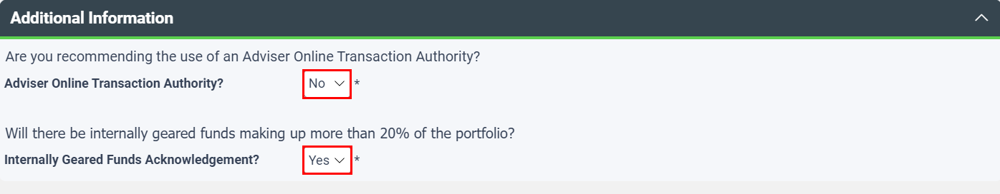 Additional Information
Are you recommending the use of an Adviser Online Transaction Authority?
Adviser Online Transaction Authority? No *
Will there be internally geared funds making up more than 20% of the portfolio?
Internally Geared Funds Acknowledgement? Yes *